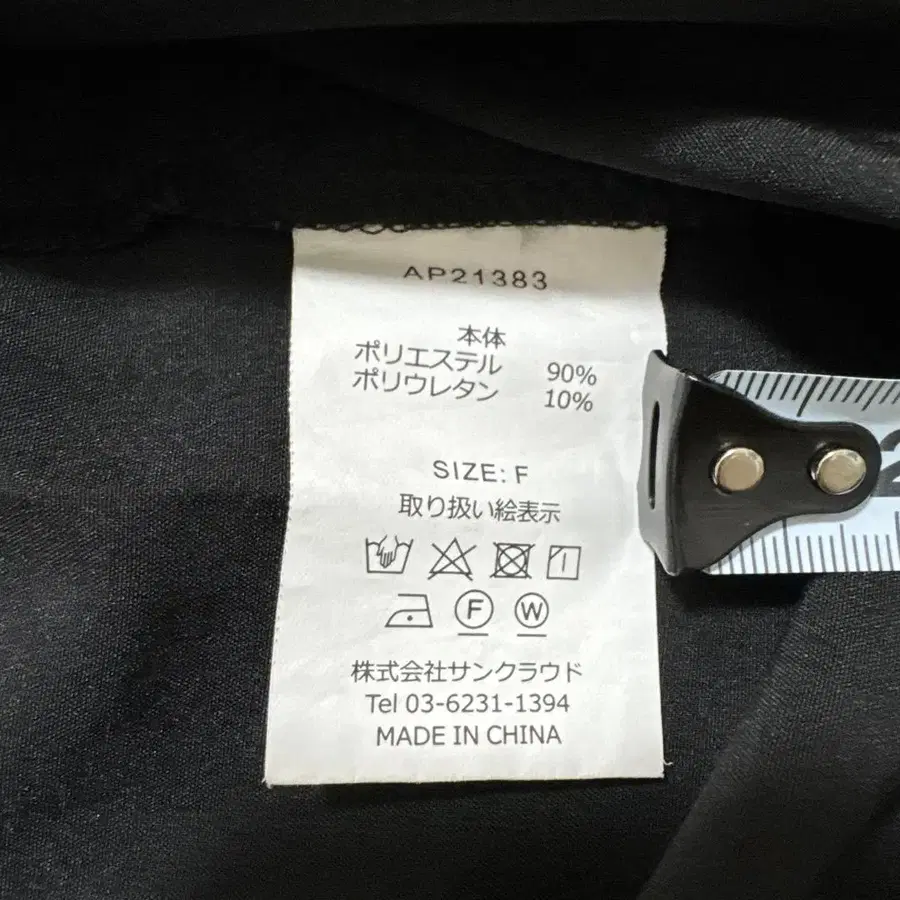 AP21383
本体
ポリエステル 90%
ポリウレタン 10%
SIZE: F
取り扱い絵表示
F W
株式会社サンクラウド
Tel 03-6231-1394
MADE IN CHINA
2